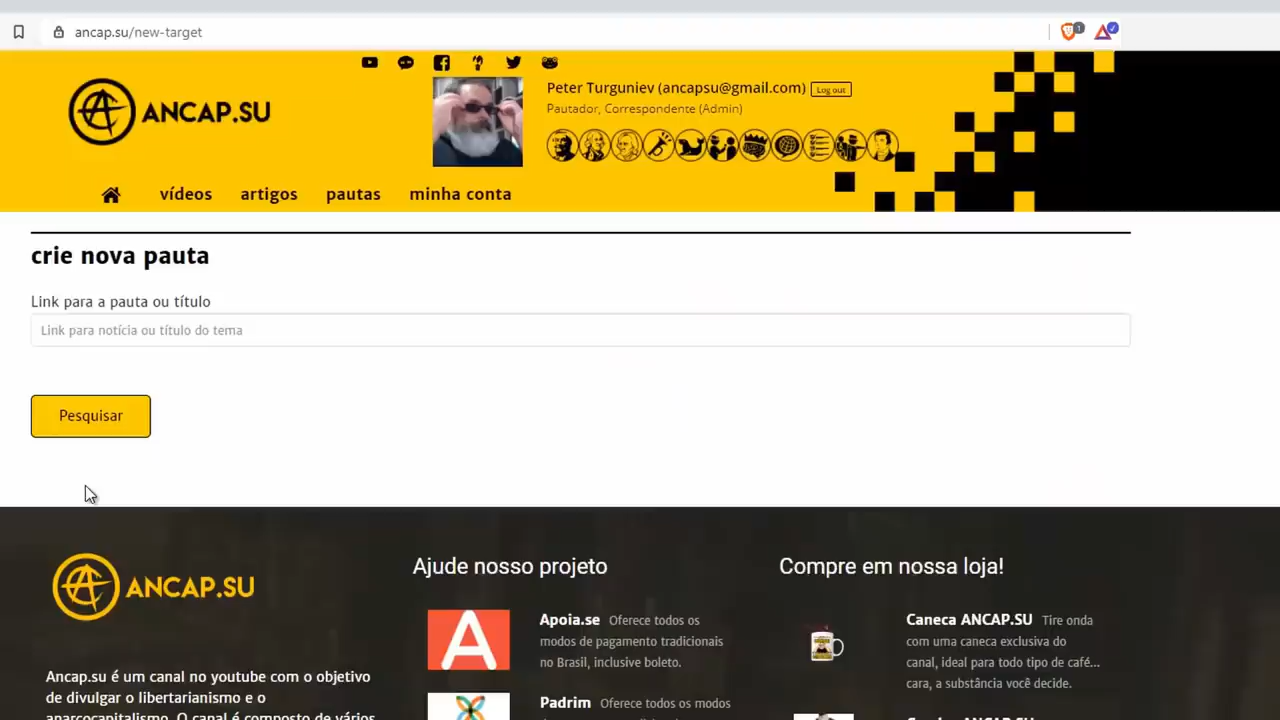 ancap.su/new-target
ANCAP.SU
Peter Turguniev (ancapsu@gmail.com) Log out
Pautador, Correspondente (Admin)
vídeos artigos pautas minha conta
crie nova pauta
Link para a pauta ou título
Link para notícia ou título do tema
Pesquisar
ANCAP.SU
Ancap.su é um canal no youtube com o objetivo
de divulgar o libertarianismo e o
anarcocapitalismo. O canal é composto de vários
Ajude nosso projeto
Apoia.se Oferece todos os
modos de pagamento tradicionais
no Brasil, inclusive boleto.
Padrim Oferece todos os modos
Compre em nossa loja!
Caneca ANCAP.SU Tire onda
com uma caneca exclusiva do
canal, ideal para todo tipo de café...
cara, a substância você decide.